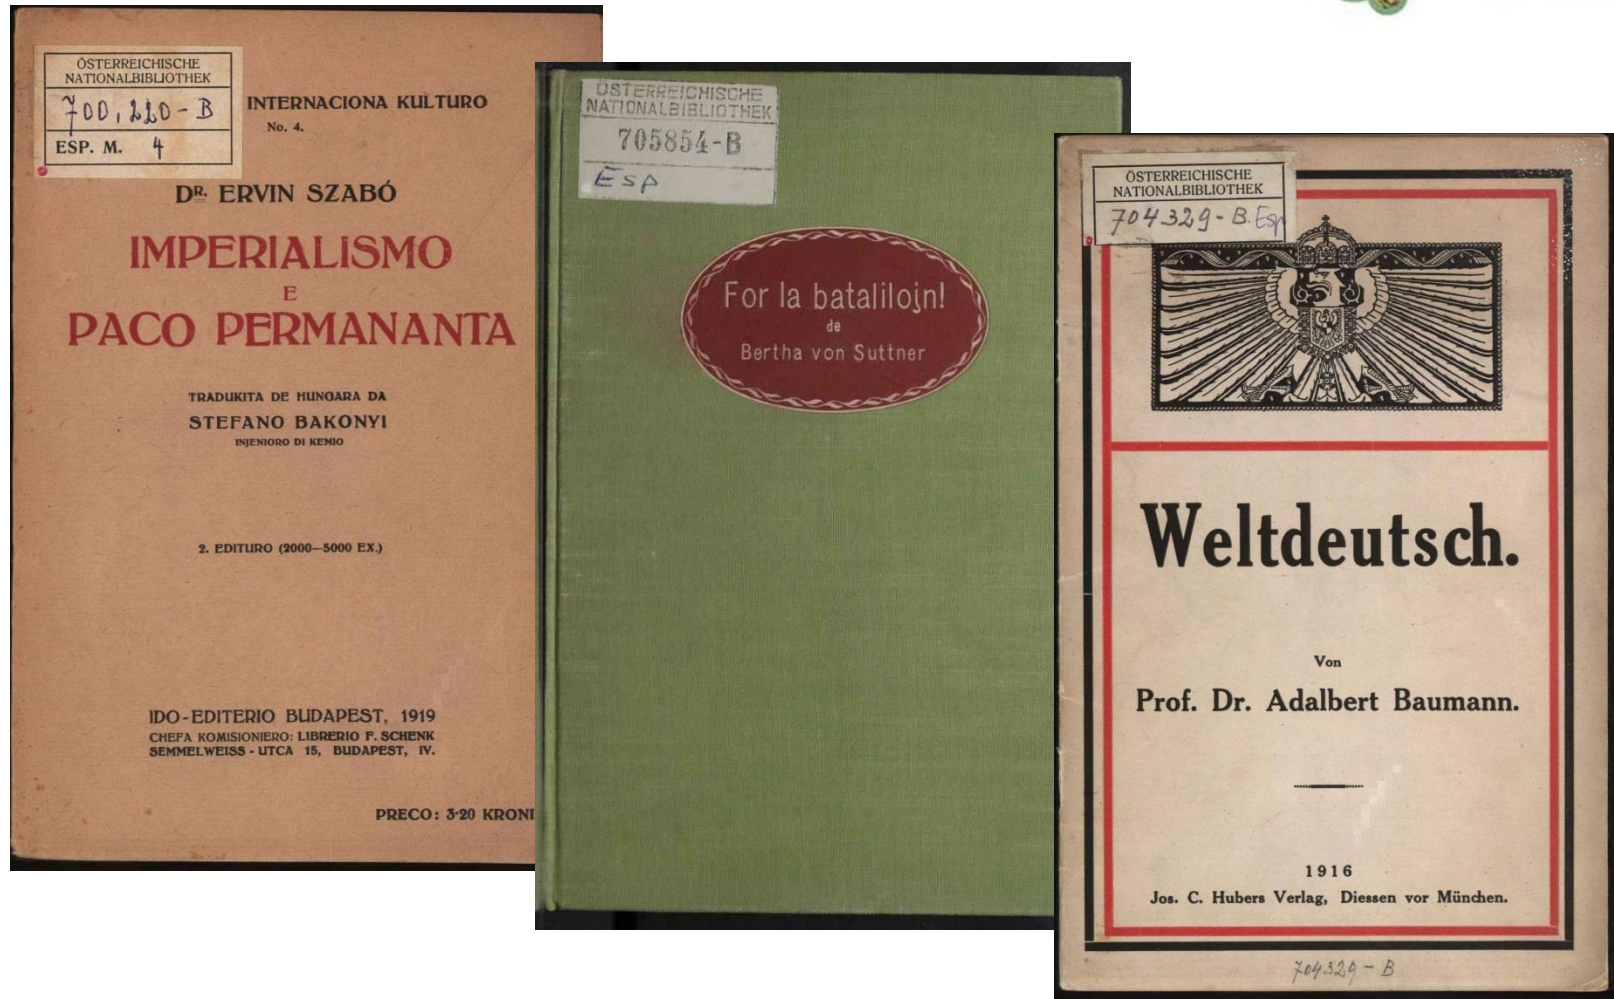 ÖSTERREICHISCHE
NATIONALBIBLIOTHEK
700,220-B
ESP. M. 4
INTERNACIONA KULTURO
No. 4.
DR. ERVIN SZABÓ
IMPERIALISMO
E
PACO PERMANANTA
TRADUKITA DE HUNGARA DA
STEFANO BAKONYI
INJENIORO DI KEMIO
2. EDITURO (2000—5000 EX.)
IDO-EDITERIO BUDAPEST, 1919
CHEFA KOMISIONIERO: LIBRERIO F. SCHENK
SEMMELWEISS-UTCA 15, BUDAPEST, IV.
PRECO: 3·20 KRONI
ÖSTERREICHISCHE
NATIONALBIBLIOTHEK
705854-B
Esp
For la batalilojn!
de
Bertha von Suttner
ÖSTERREICHISCHE
NATIONALBIBLIOTHEK
704329-B. Esp
Weltdeutsch.
Von
Prof. Dr. Adalbert Baumann.
1916
Jos. C. Hubers Verlag, Diessen vor München.
704329-B